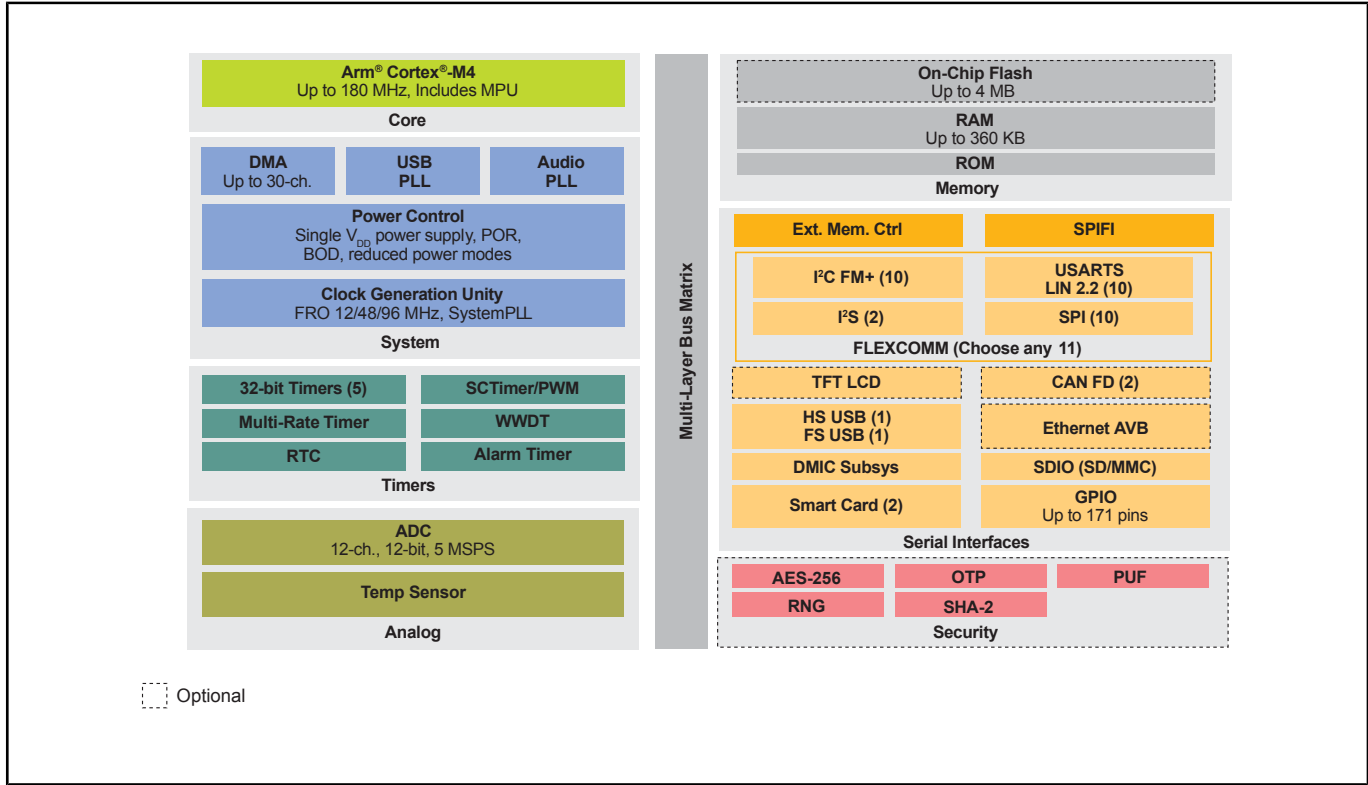 Arm® Cortex®-M4
Up to 180 MHz, Includes MPU
Core
DMA
Up to 30-ch.
USB
PLL
Audio
PLL
Power Control
Single VDD power supply, POR,
BOD, reduced power modes
Clock Generation Unity
FRO 12/48/96 MHz, SystemPLL
System
32-bit Timers (5)
SCTimer/PWM
Multi-Rate Timer
WWDT
RTC
Alarm Timer
Timers
ADC
12-ch., 12-bit, 5 MSPS
Temp Sensor
Analog
Multi-Layer Bus Matrix
On-Chip Flash
Up to 4 MB
RAM
Up to 360 KB
ROM
Memory
Ext. Mem. Ctrl
SPIFI
I²C FM+ (10)
USARTS
LIN 2.2 (10)
I²S (2)
SPI (10)
FLEXCOMM (Choose any 11)
TFT LCD
CAN FD (2)
HS USB (1)
FS USB (1)
Ethernet AVB
DMIC Subsys
SDIO (SD/MMC)
Smart Card (2)
GPIO
Up to 171 pins
Serial Interfaces
AES-256
OTP
PUF
RNG
SHA-2
Security
Optional